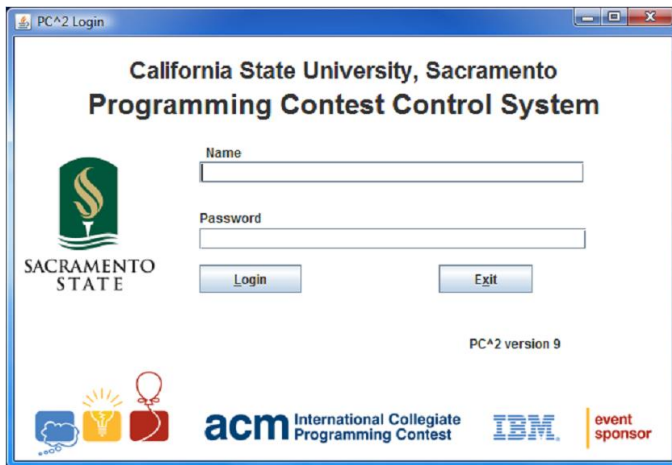 PC^2 Login
California State University, Sacramento
Programming Contest Control System
Name
Password
SACRAMENTO
STATE
Login
Exit
PC^2 version 9
acm International Collegiate
Programming Contest
IBM.
event
sponsor